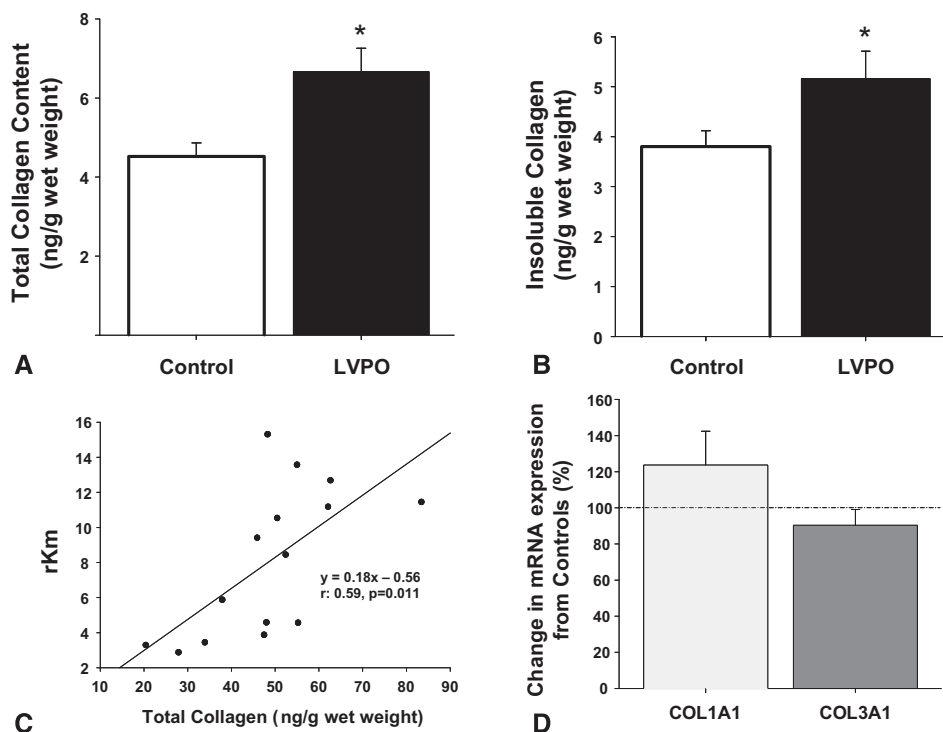 Total Collagen Content
(ng/g wet weight)
8
6
4
2
*
Control
LVPO
A
Insoluble Collagen
(ng/g wet weight)
6
5
4
3
2
1
0
*
Control
LVPO
B
rKm
16
14
12
10
8
6
4
2
y = 0.18x – 0.56
r: 0.59, p=0.011
10 20 30 40 50 60 70 80 90
Total Collagen (ng/g wet weight)
C
Change in mRNA expression
from Controls (%)
160
140
120
100
80
60
40
20
0
COL1A1
COL3A1
D